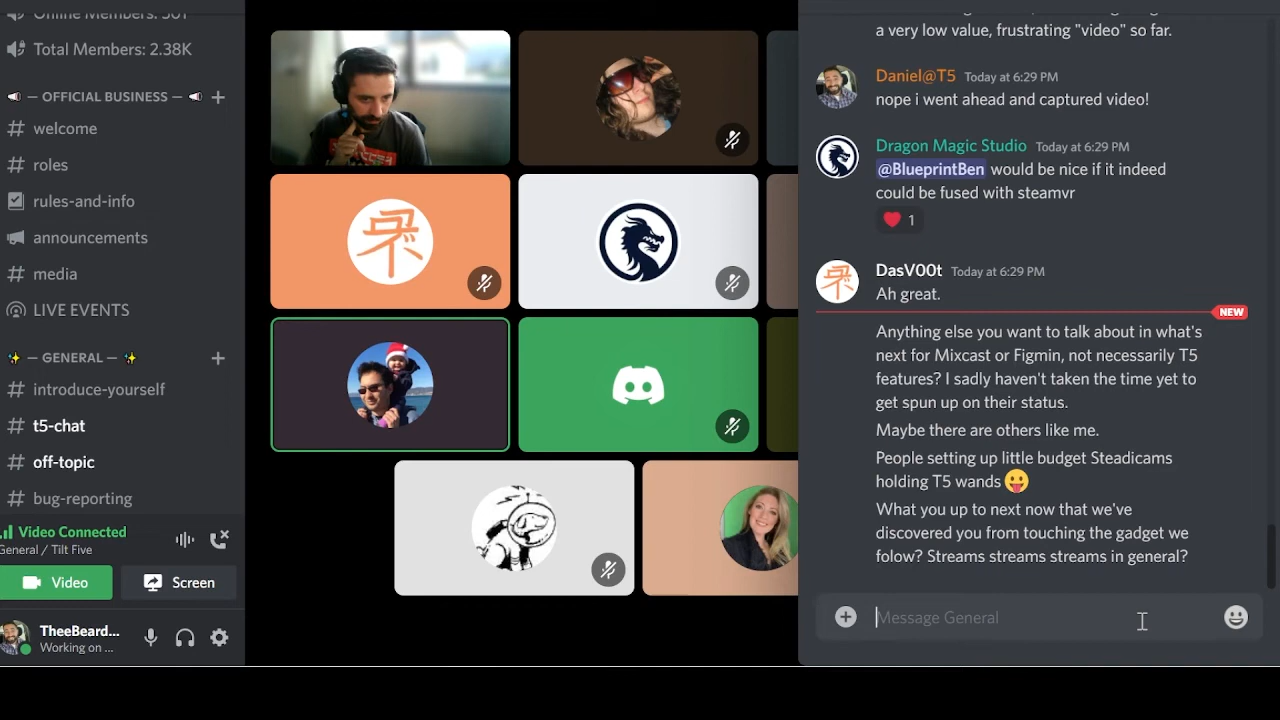 Online Members: 301
Total Members: 2.38K
— OFFICIAL BUSINESS —
welcome
roles
rules-and-info
announcements
media
LIVE EVENTS
— GENERAL —
introduce-yourself
t5-chat
off-topic
bug-reporting
Video Connected
General / Tilt Five
Video
Screen
TheeBeard...
Working on ...
a very low value, frustrating "video" so far.
Daniel@T5 Today at 6:29 PM
nope i went ahead and captured video!
Dragon Magic Studio Today at 6:29 PM
@BlueprintBen would be nice if it indeed
could be fused with steamvr
1
DasV00t Today at 6:29 PM
Ah great.
NEW
Anything else you want to talk about in what's
next for Mixcast or Figmin, not necessarily T5
features? I sadly haven't taken the time yet to
get spun up on their status.
Maybe there are others like me.
People setting up little budget Steadicams
holding T5 wands
What you up to next now that we've
discovered you from touching the gadget we
folow? Streams streams streams in general?
Message General